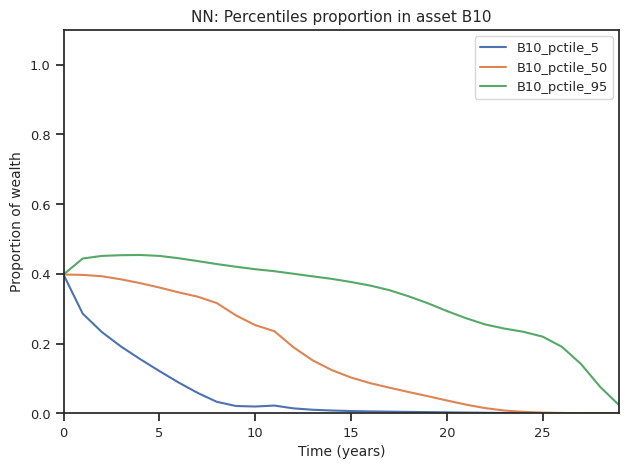 NN: Percentiles proportion in asset B10
B10_pctile_5
B10_pctile_50
B10_pctile_95
Proportion of wealth
1.0
0.8
0.6
0.4
0.2
0.0
0 5 10 15 20 25
Time (years)